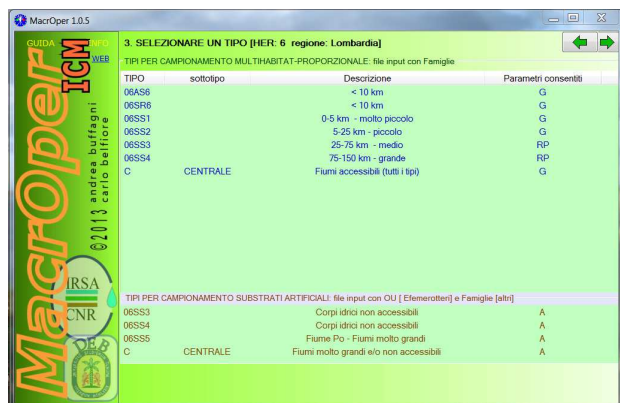 MacrOper 1.0.5
GUIDA INFO
WEB
3. SELEZIONARE UN TIPO [HER: 6 regione: Lombardia]
TIPI PER CAMPIONAMENTO MULTIHABITAT-PROPORZIONALE: file input con Famiglie
TIPO sottotipo Descrizione Parametri consentiti
06AS6 < 10 km G
06SR6 < 10 km G
06SS1 0-5 km - molto piccolo G
06SS2 5-25 km - piccolo G
06SS3 25-75 km - medio RP
06SS4 75-150 km - grande RP
C CENTRALE Fiumi accessibili (tutti i tipi) G
TIPI PER CAMPIONAMENTO SUBSTRATI ARTIFICIALI: file input con OU [ Efemerotteri] e Famiglie [altri]
06SS3 Corpi idrici non accessibili A
06SS4 Corpi idrici non accessibili A
06SS5 Fiume Po - Fiumi molto grandi A
C CENTRALE Fiumi molto grandi e/o non accessibili A
MacrOper
ICM
©2013 andrea buffagni
carlo belfiore
IRSA
CNR
DEB